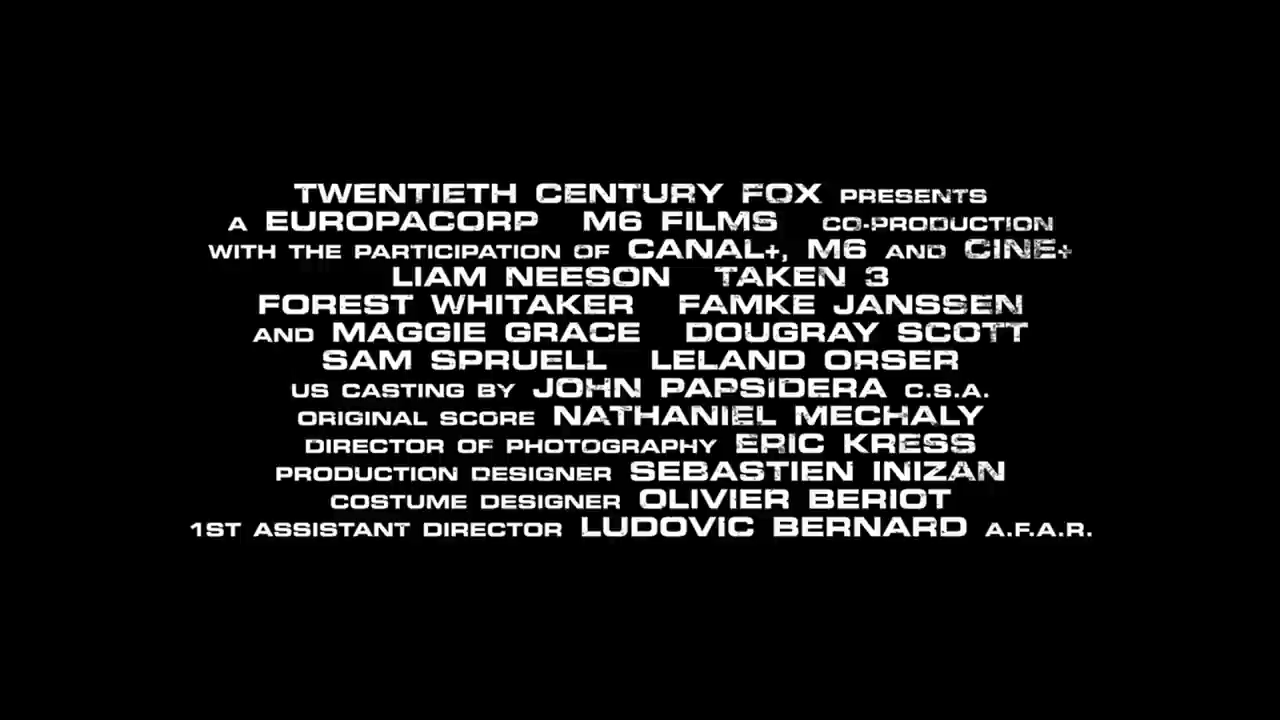 TWENTIETH CENTURY FOX PRESENTS
A EUROPACORP M6 FILMS CO-PRODUCTION
WITH THE PARTICIPATION OF CANAL+, M6 AND CINE+
LIAM NEESON TAKEN 3
FOREST WHITAKER FAMKE JANSSEN
AND MAGGIE GRACE DOUGRAY SCOTT
SAM SPRUELL LELAND ORSER
US CASTING BY JOHN PAPSIDERA C.S.A.
ORIGINAL SCORE NATHANIEL MECHALY
DIRECTOR OF PHOTOGRAPHY ERIC KRESS
PRODUCTION DESIGNER SEBASTIEN INIZAN
COSTUME DESIGNER OLIVIER BERIOT
1ST ASSISTANT DIRECTOR LUDOVIC BERNARD A.F.A.R.